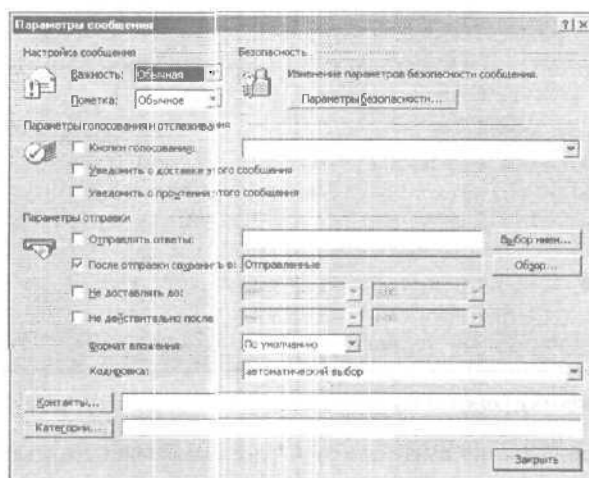 Параметры сообщения
Настройка сообщения
Безопасность
Важность: Обычная
Изменение параметров безопасности сообщения.
Пометка: Обычное
Параметры безопасности...
Параметры голосования и отслеживания
Кнопки голосования:
Уведомить о доставке этого сообщения
Уведомить о прочтении этого сообщения
Параметры отправки
Отправлять ответы:
Выбор имен...
После отправки сохранить в: Отправленные
Обзор...
Не доставлять до:
Не действительно после
Формат вложения: По умолчанию
Кодировка: автоматический выбор
Контакты...
Категории...
Закрыть